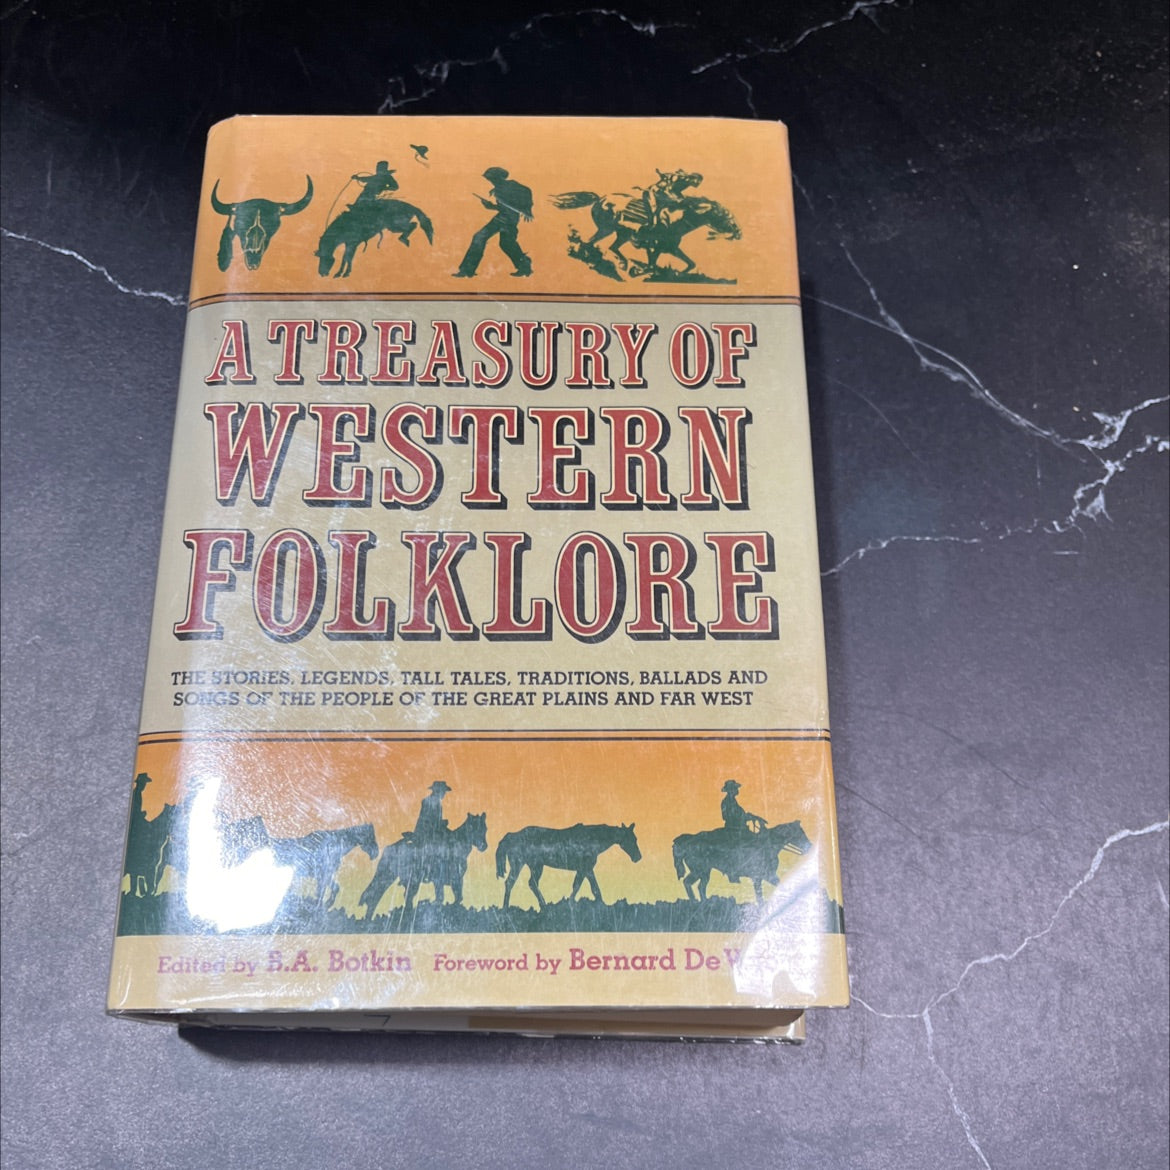 A TREASURY OF
WESTERN
FOLKLORE
THE STORIES, LEGENDS, TALL TALES, TRADITIONS, BALLADS AND
SONGS OF THE PEOPLE OF THE GREAT PLAINS AND FAR WEST
Edited by B.A. Botkin Foreword by Bernard De